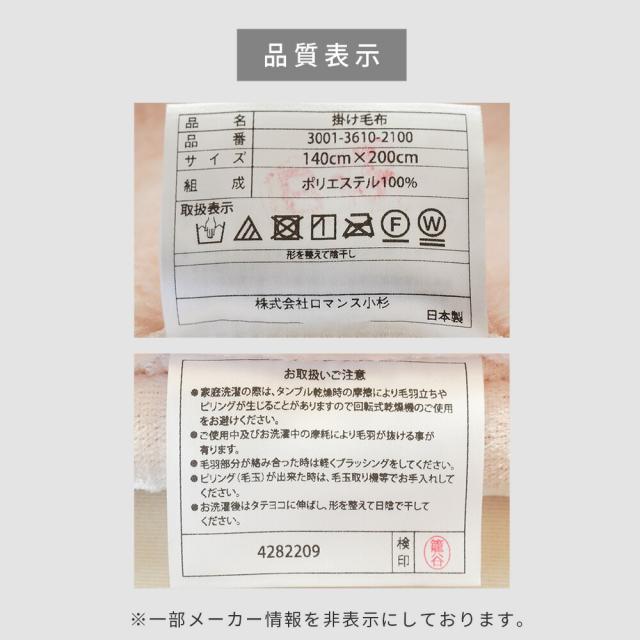 品質表示
品名 掛け毛布
品番 3001-3610-2100
サイズ 140cm×200cm
組成 ポリエステル100%
取扱表示
F W
形を整えて陰干し
株式会社ロマンス小杉
日本製
お取扱いご注意
●家庭洗濯の際は、タンブル乾燥時の摩擦により毛羽立ちや
ピリングが生じることがありますので回転式乾燥機のご使用
をお避けください。
●ご使用中及びお洗濯中の摩耗により毛羽が抜ける事が
有ります。
●毛羽部分が絡み合った時は軽くブラッシングをしてください。
●ピリング(毛玉)が出来た時は、毛玉取り機等でお手入れして
ください。
●お洗濯後はタテヨコに伸ばし、形を整えて日陰で干して
ください。
4282209 検印 籠谷
※一部メーカー情報を非表示にしております。